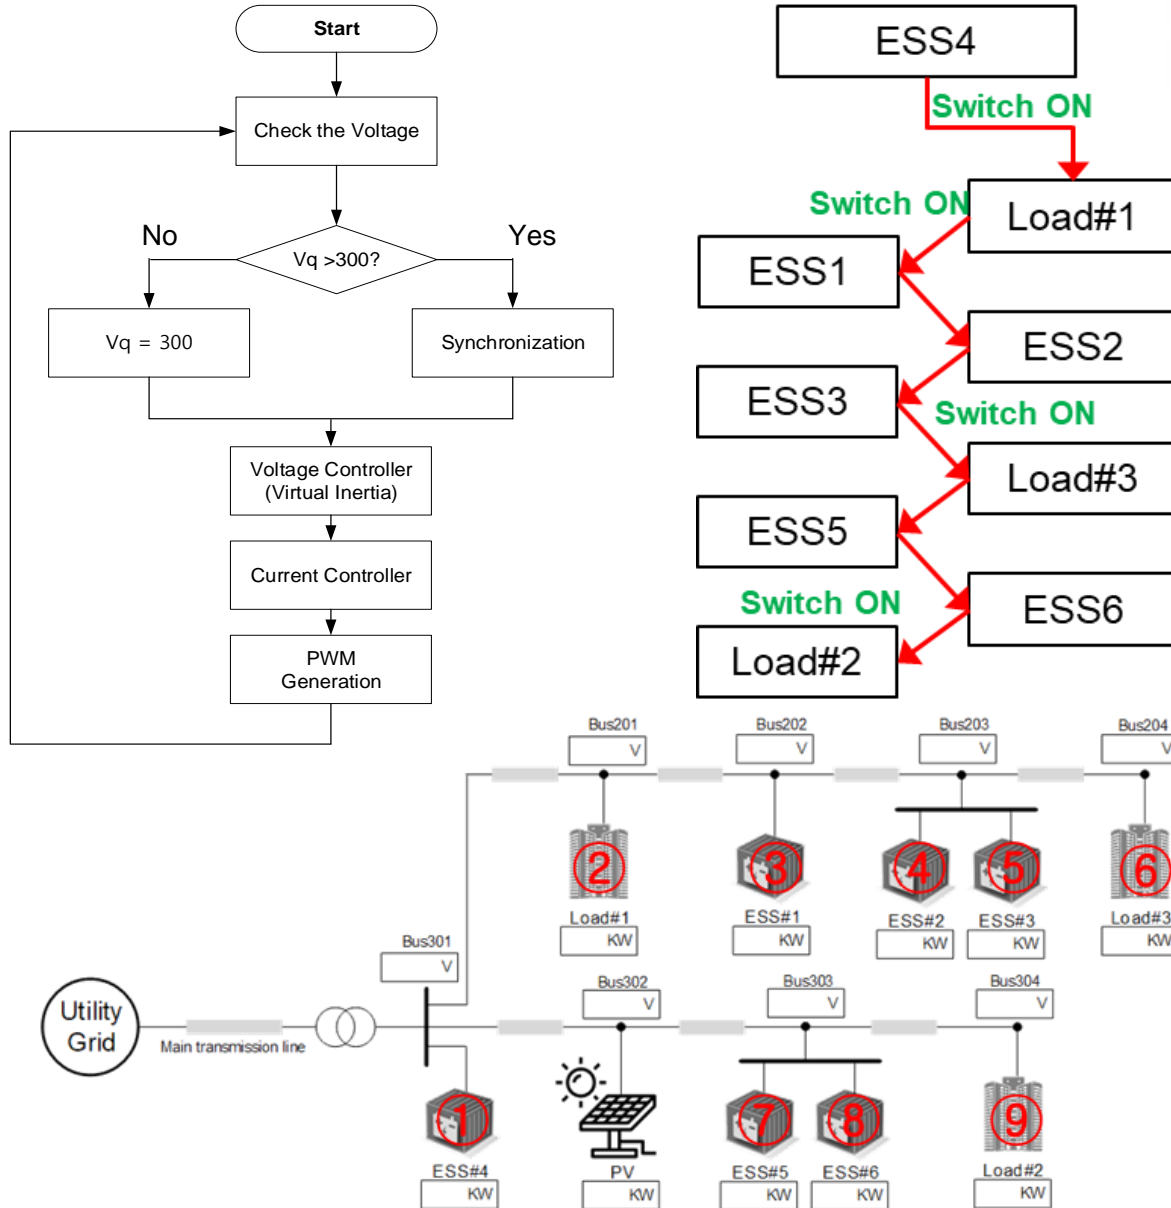 Start
Check the Voltage
No
Yes
Vq >300?
Vq = 300
Synchronization
Voltage Controller
(Virtual Inertia)
Current Controller
PWM
Generation
ESS4
Switch ON
Load#1
Switch ON
ESS1
ESS2
ESS3
Switch ON
Load#3
ESS5
ESS6
Switch ON
Load#2
Bus201
V
Bus202
V
Bus203
V
Bus204
V
2
3
4
5
6
Load#1
KW
ESS#1
KW
ESS#2
KW
ESS#3
KW
Load#3
KW
Bus301
V
Bus302
V
Bus303
V
Bus304
V
Utility
Grid
Main transmission line
1
7
8
9
ESS#4
KW
PV
KW
ESS#5
KW
ESS#6
KW
Load#2
KW